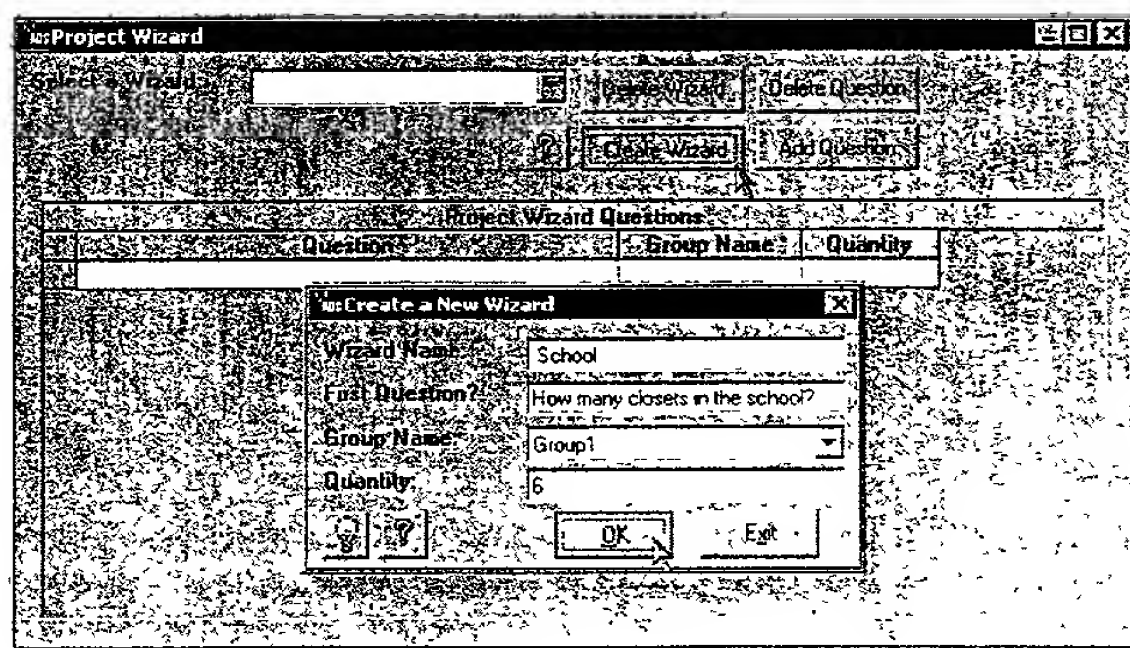 Project Wizard
Select a Wizard
Delete Wizard Delete Question
? Create Wizard Add Question
Project Wizard Questions
Question Group Name Quantity
Create a New Wizard
Wizard Name: School
First Question? How many closets in the school?
Group Name: Group1
Quantity: 6
? OK Exit